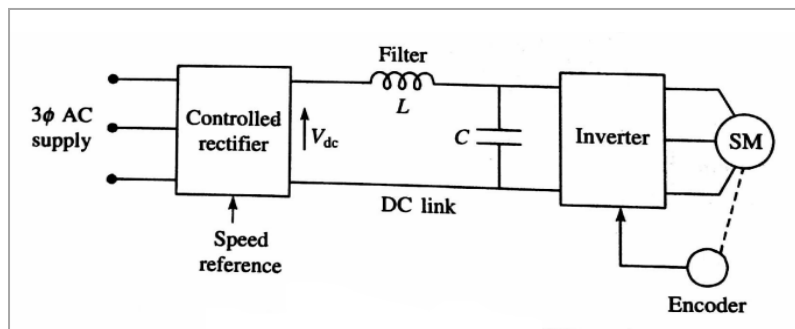 3ϕ AC
supply
Controlled
rectifier
V_dc
Speed
reference
Filter
L
C
DC link
Inverter
SM
Encoder